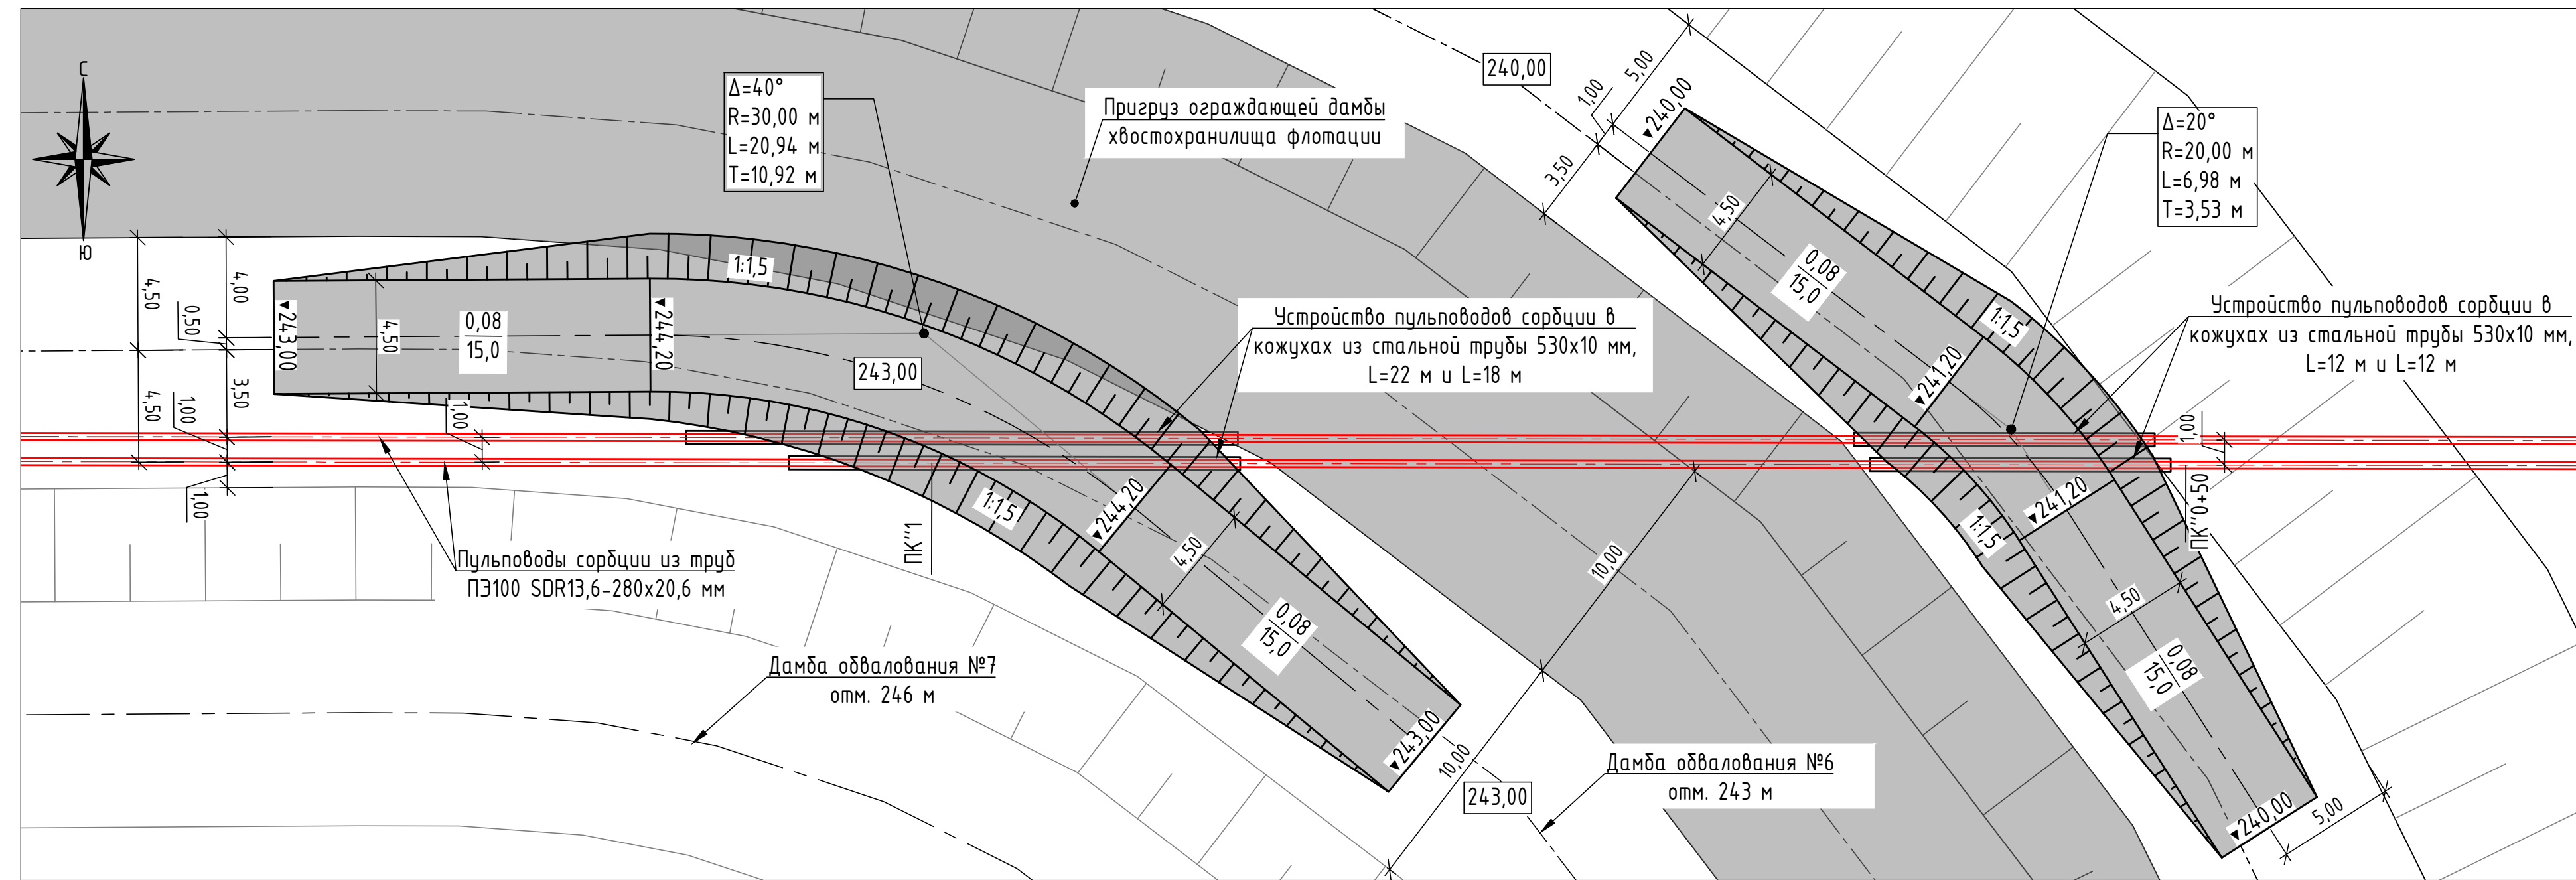 С
Ю
Δ=40°
R=30,00 м
L=20,94 м
T=10,92 м
Пригруз ограждающей дамбы
хвостохранилища флотации
240,00
5,00
1,00
3,50
▼240,00
4,50
0,08
15,0
Δ=20°
R=20,00 м
L=6,98 м
T=3,53 м
1:1,5
4,50
4,00
0,50
▼243,00
4,50
0,08
15,0
▼244,20
1:1,5
243,00
Устройство пульповодов сорбции в
кожухах из стальной трубы 530х10 мм,
L=22 м и L=18 м
Устройство пульповодов сорбции в
кожухах из стальной трубы 530х10 мм,
L=12 м и L=12 м
▼241,20
4,50
3,50
1,00
1,00
1,00
1,00
▼244,20
1:1,5
ПК''1
4,50
10,00
▼241,20
1:1,5
ПК''0+50
4,50
Пульповоды сорбции из труб
ПЭ100 SDR13,6-280х20,6 мм
0,08
15,0
0,08
15,0
Дамба обвалования №7
отм. 246 м
▼243,00
10,00
243,00
Дамба обвалования №6
отм. 243 м
▼240,00
5,00